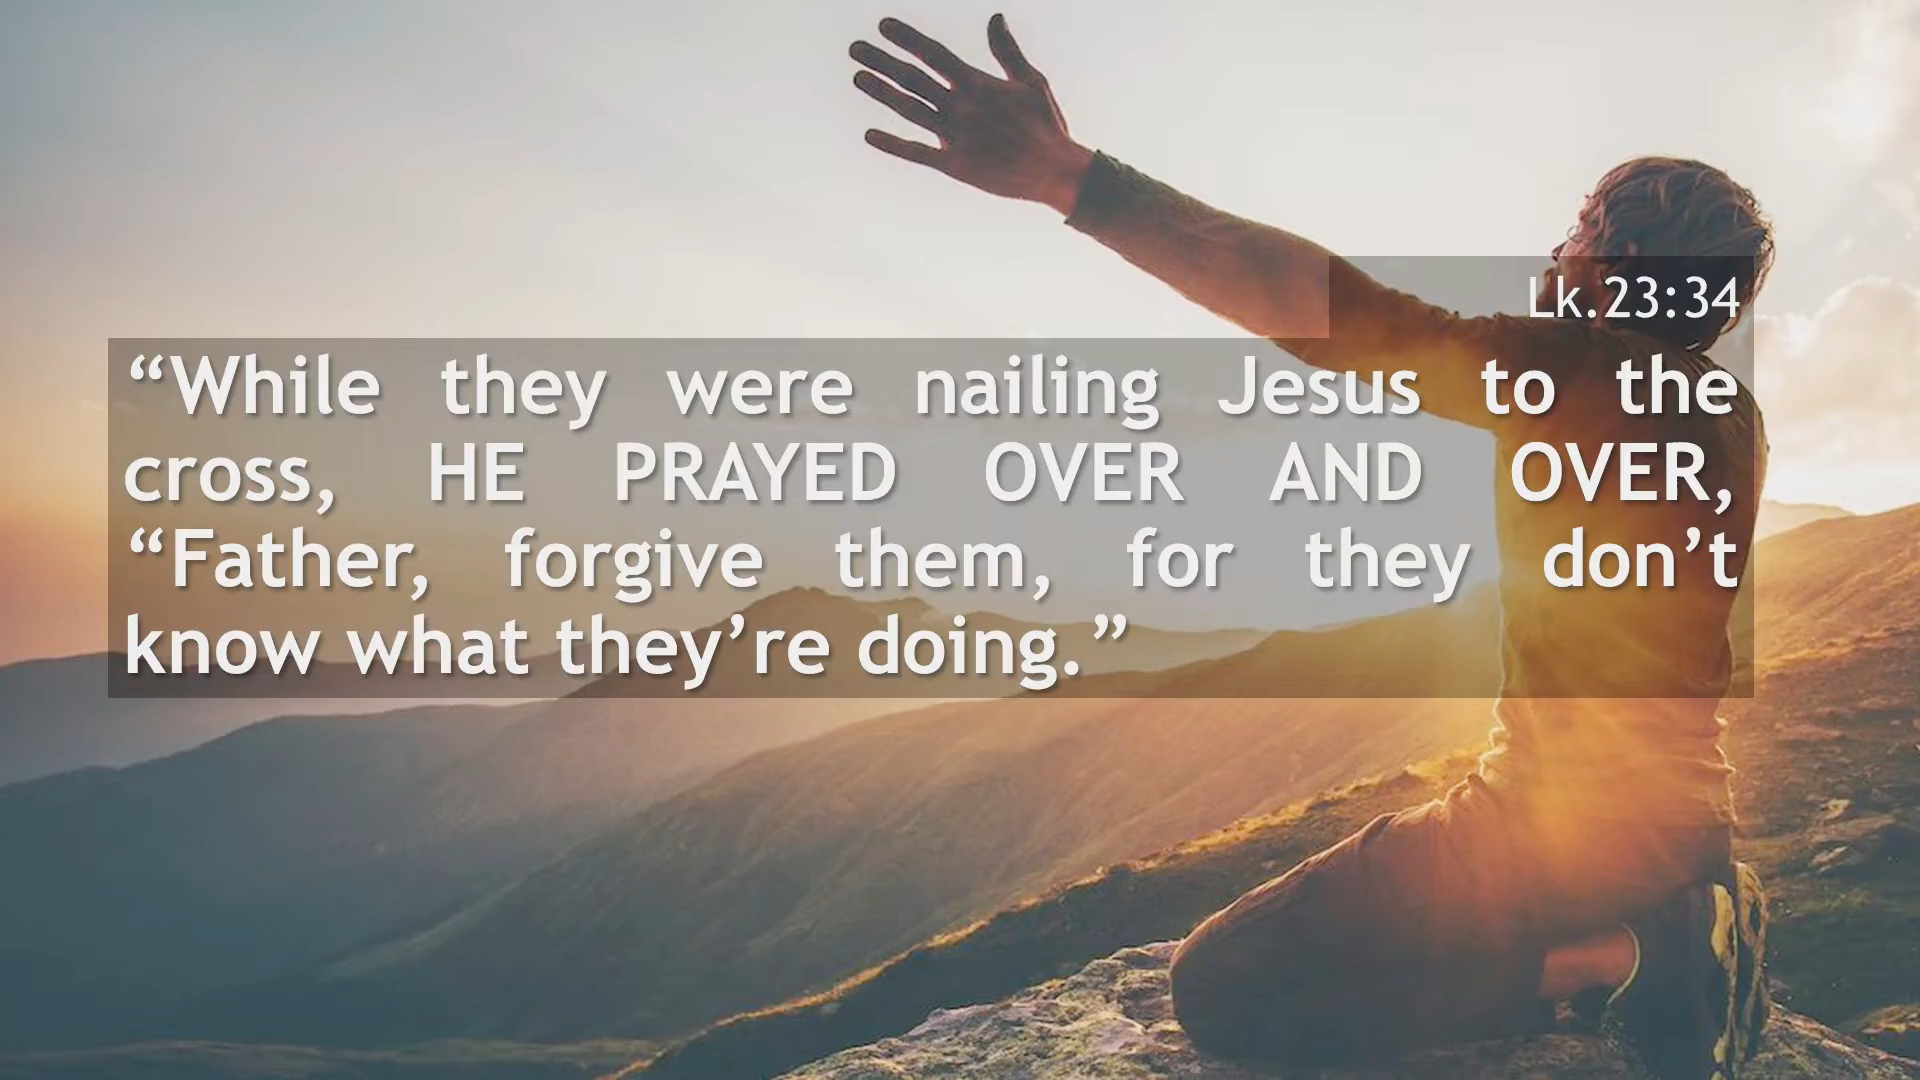 Lk.23:34
“While they were nailing Jesus to the
cross, HE PRAYED OVER AND OVER,
“Father, forgive them, for they don’t
know what they’re doing.”